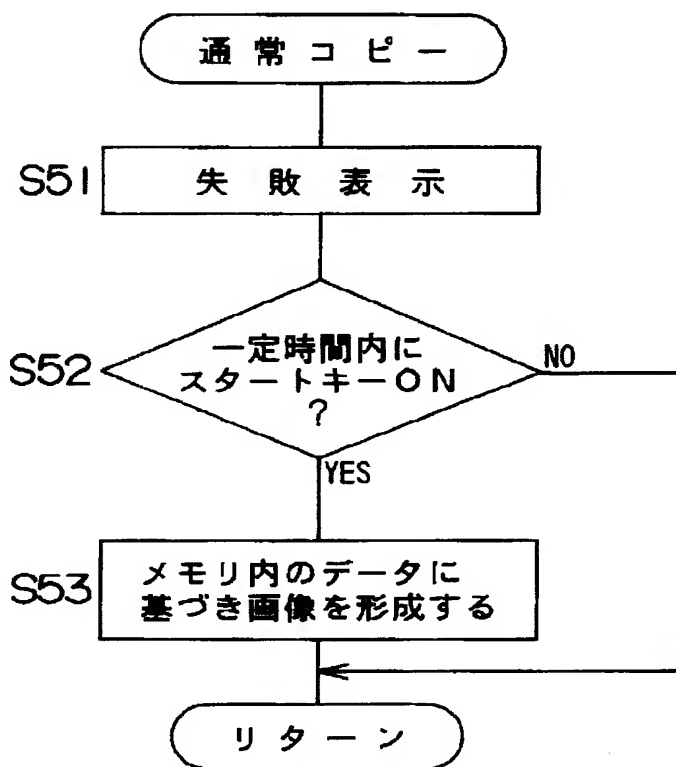 通常コピー
S51
失敗表示
S52
一定時間内に
スタートキーON
?
NO
YES
S53
メモリ内のデータに
基づき画像を形成する
リターン